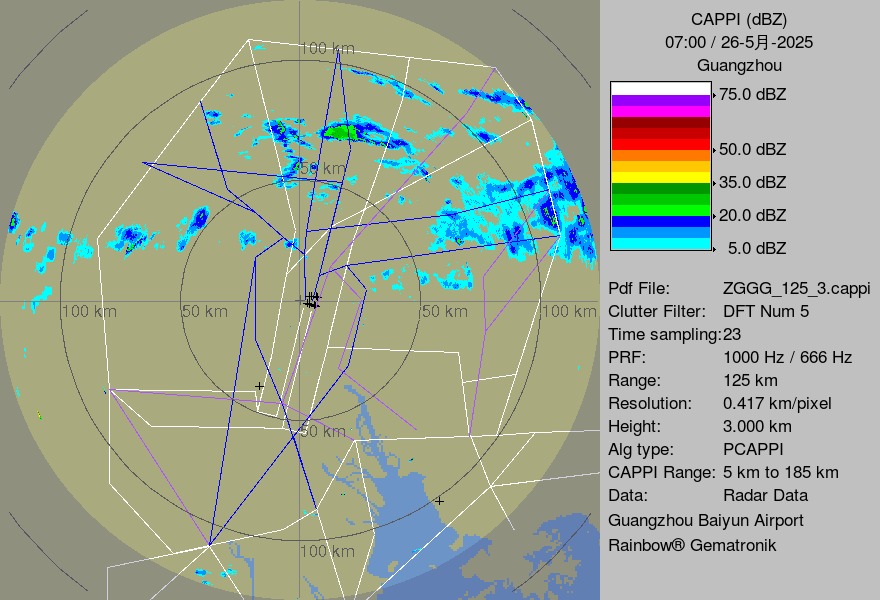 CAPPI (dBZ)
07:00 / 26-5月-2025
Guangzhou
75.0 dBZ
50.0 dBZ
35.0 dBZ
20.0 dBZ
5.0 dBZ
100 km
50 km
100 km
50 km
50 km
100 km
50 km
100 km
Pdf File: ZGGG_125_3.cappi
Clutter Filter: DFT Num 5
Time sampling:23
PRF: 1000 Hz / 666 Hz
Range: 125 km
Resolution: 0.417 km/pixel
Height: 3.000 km
Alg type: PCAPPI
CAPPI Range: 5 km to 185 km
Data: Radar Data
Guangzhou Baiyun Airport
Rainbow® Gematronik